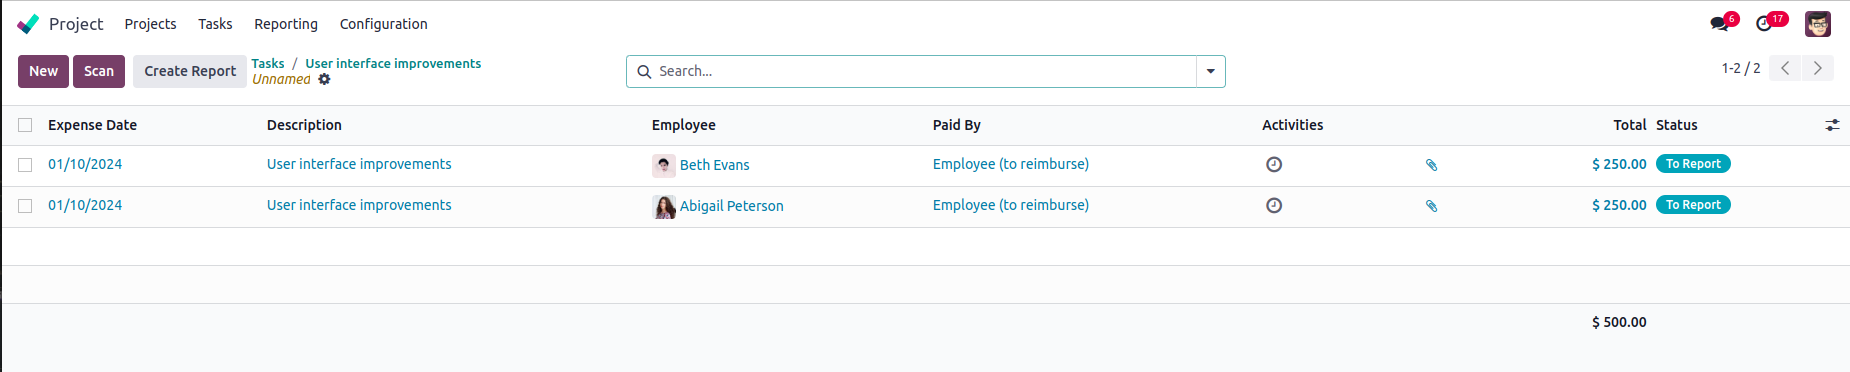 Project Projects Tasks Reporting Configuration 6 17
New Scan Create Report Tasks / User interface improvements Search... 1-2 / 2
Unnamed
Expense Date Description Employee Paid By Activities Total Status
01/10/2024 User interface improvements Beth Evans Employee (to reimburse) $ 250.00 To Report
01/10/2024 User interface improvements Abigail Peterson Employee (to reimburse) $ 250.00 To Report
$ 500.00